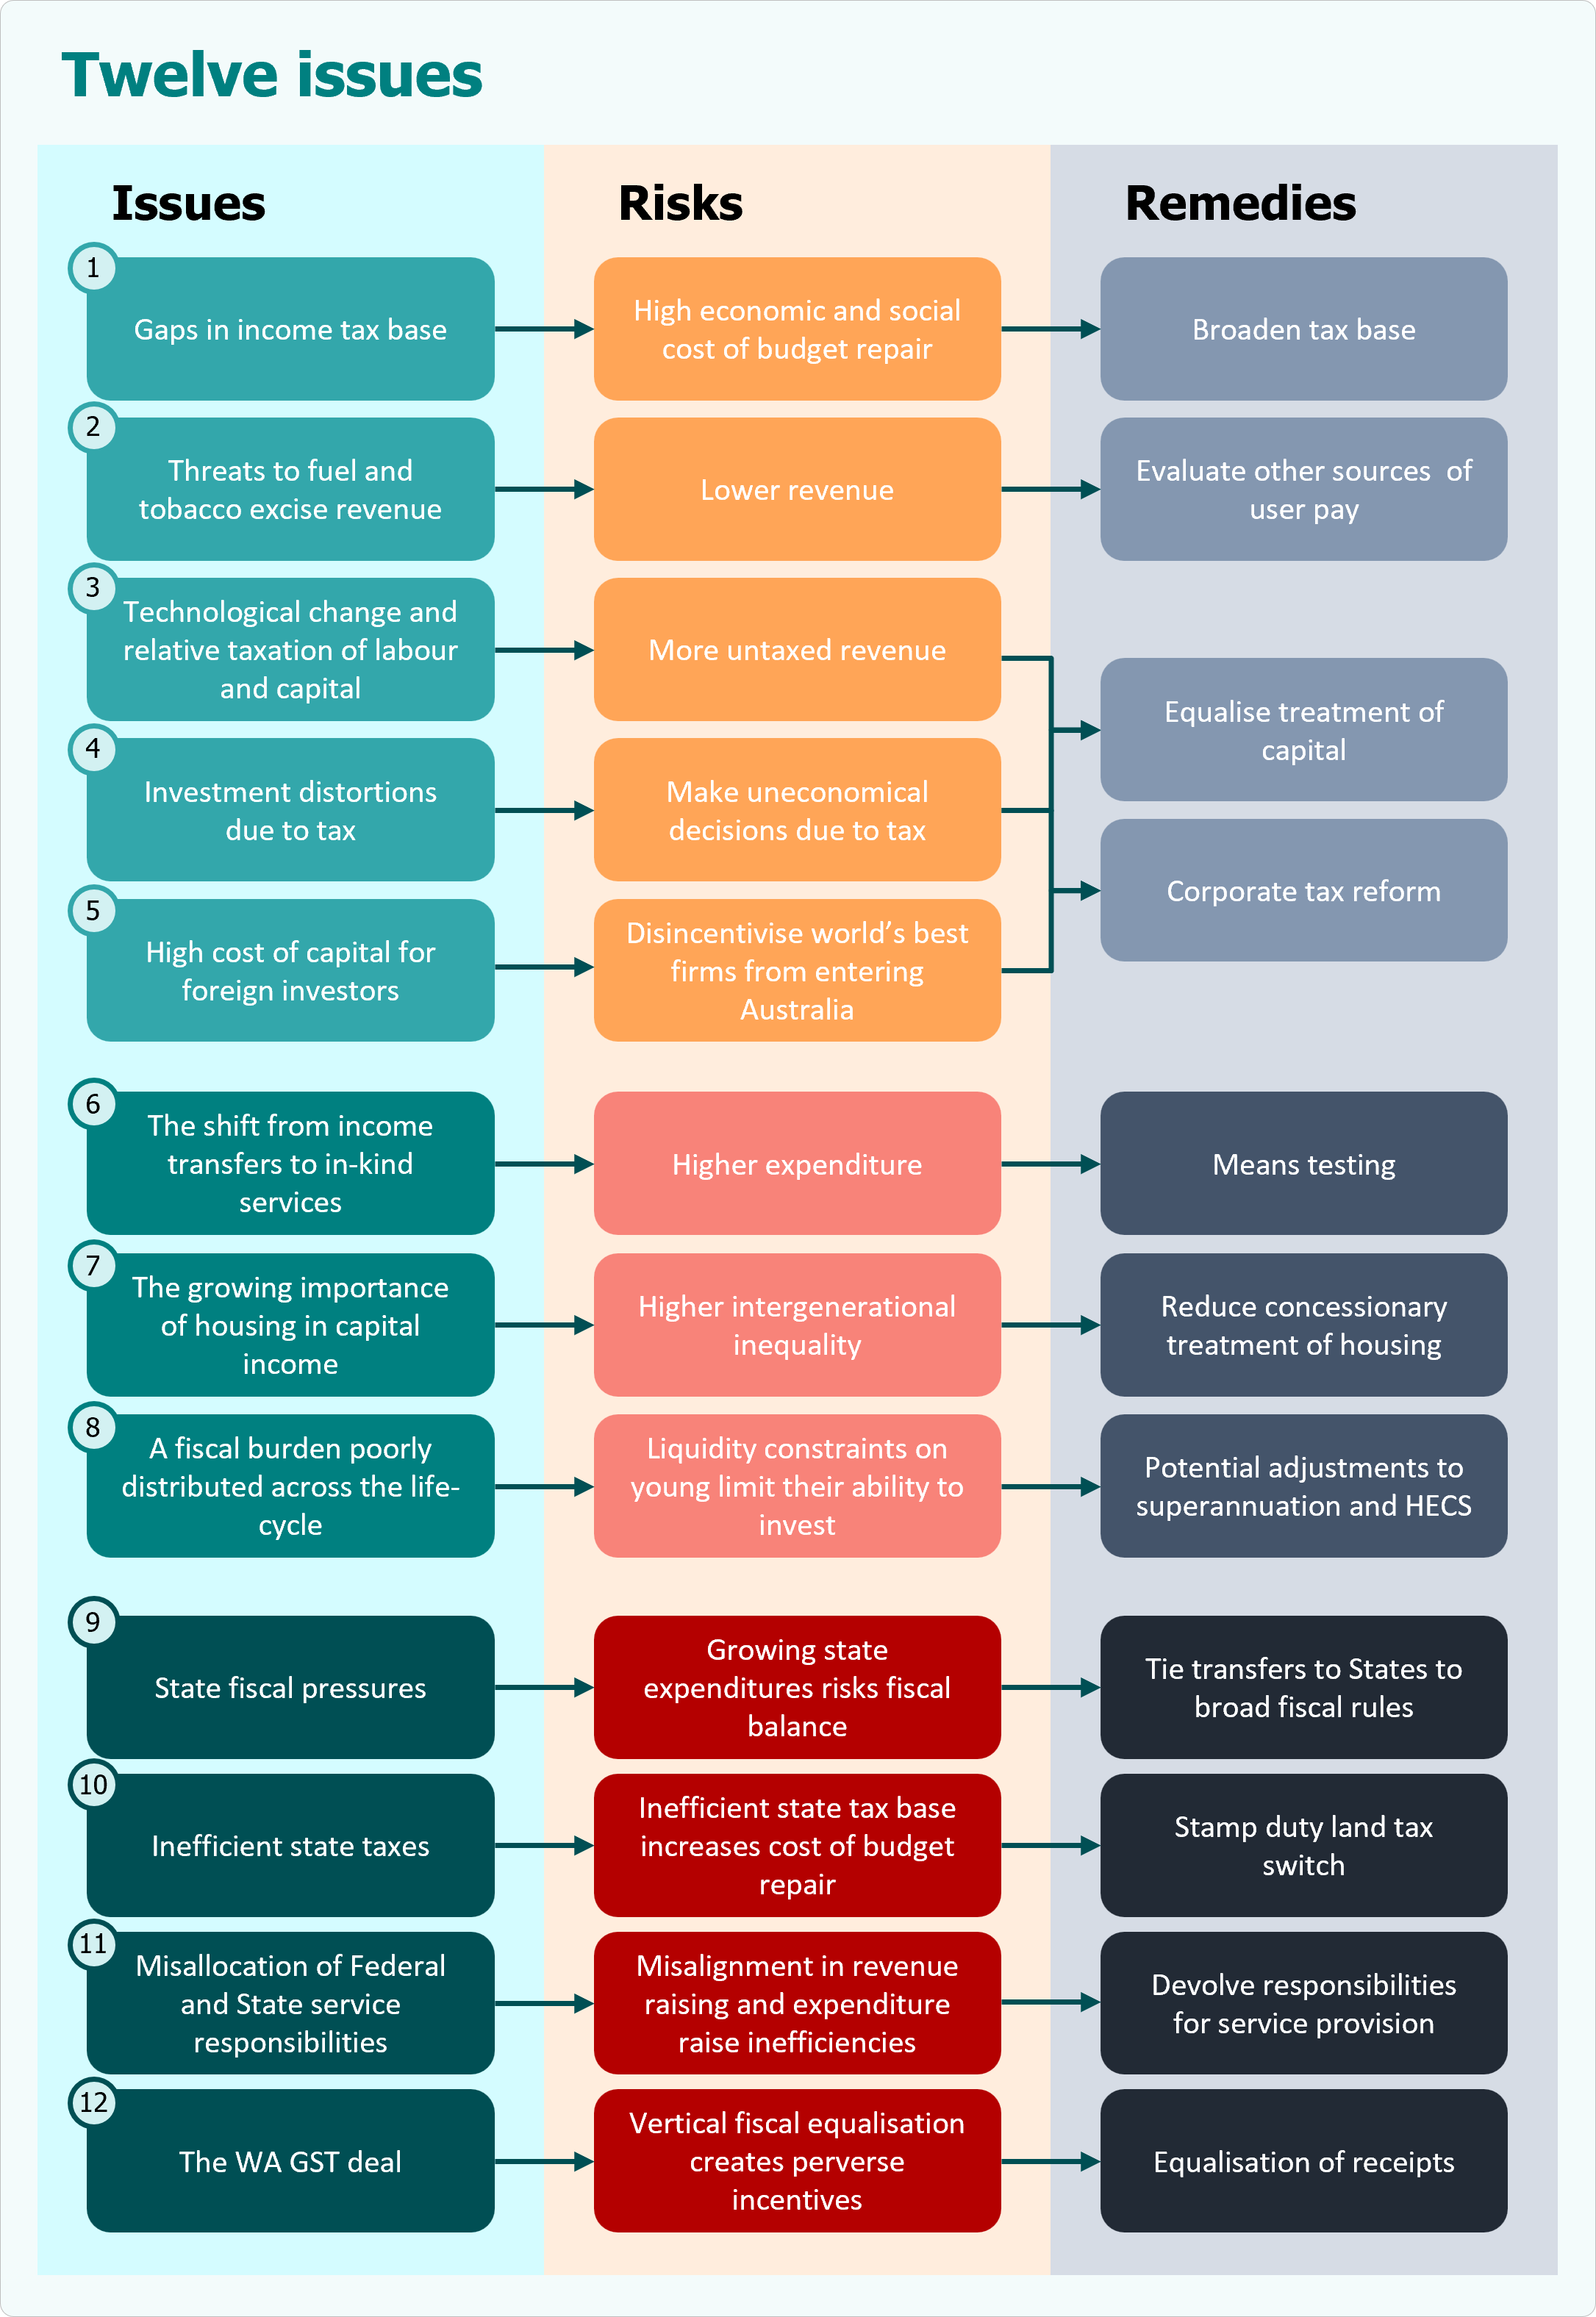 Twelve issues
Issues
Risks
Remedies
1
Gaps in income tax base
High economic and social
cost of budget repair
Broaden tax base
2
Threats to fuel and
tobacco excise revenue
Lower revenue
Evaluate other sources  of
user pay
3
Technological change and
relative taxation of labour
and capital
More untaxed revenue
4
Investment distortions
due to tax
Make uneconomical
decisions due to tax
Equalise treatment of
capital
5
High cost of capital for
foreign investors
Disincentivise world’s best
firms from entering
Australia
Corporate tax reform
6
The shift from income
transfers to in-kind
services
Higher expenditure
Means testing
7
The growing importance
of housing in capital
income
Higher intergenerational
inequality
Reduce concessionary
treatment of housing
8
A fiscal burden poorly
distributed across the life-
cycle
Liquidity constraints on
young limit their ability to
invest
Potential adjustments to
superannuation and HECS
9
State fiscal pressures
Growing state
expenditures risks fiscal
balance
Tie transfers to States to
broad fiscal rules
10
Inefficient state taxes
Inefficient state tax base
increases cost of budget
repair
Stamp duty land tax
switch
11
Misallocation of Federal
and State service
responsibilities
Misalignment in revenue
raising and expenditure
raise inefficiencies
Devolve responsibilities
for service provision
12
The WA GST deal
Vertical fiscal equalisation
creates perverse
incentives
Equalisation of receipts